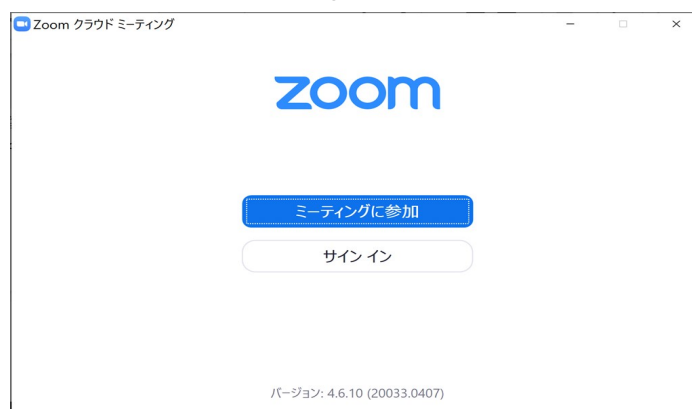 Zoom クラウド ミーティング
zoom
ミーティングに参加
サイン イン
バージョン: 4.6.10 (20033.0407)